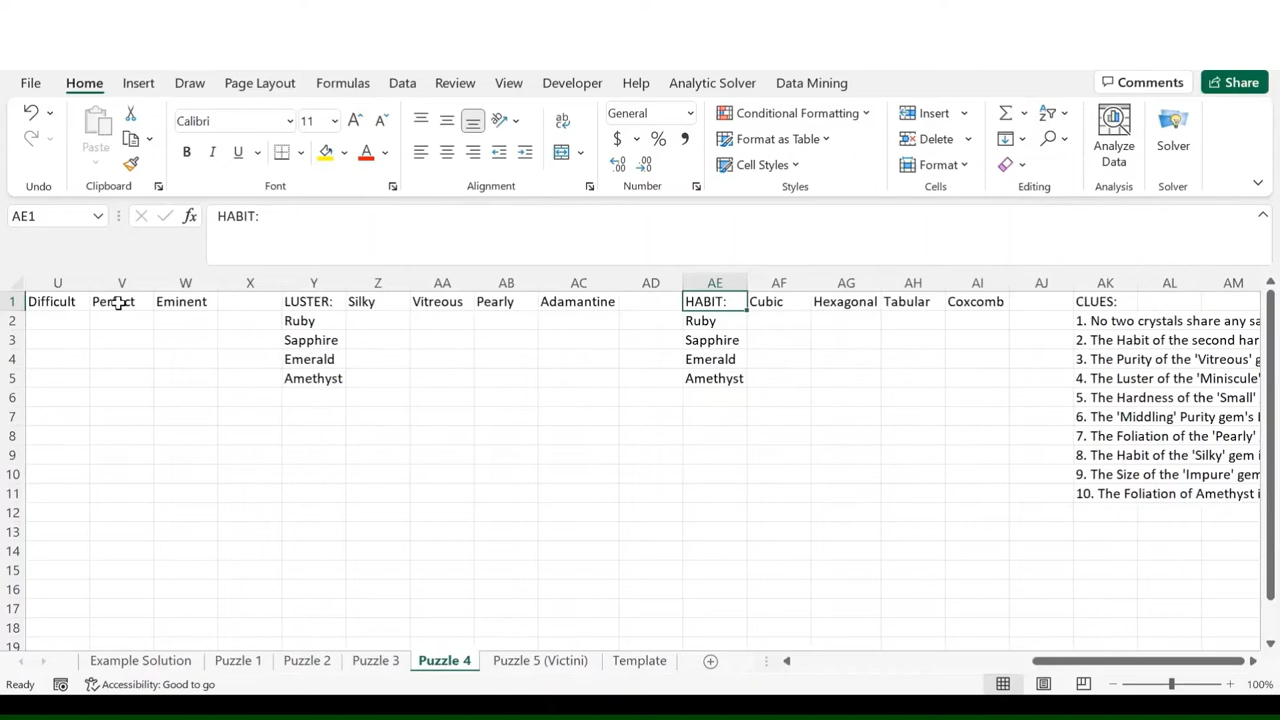 File Home Insert Draw Page Layout Formulas Data Review View Developer Help Analytic Solver Data Mining Comments Share
Calibri 11 General Conditional Formatting Insert
Paste B I U $ % Format as Table Delete Analyze Data Solver
Cell Styles Format
Undo Clipboard Font Alignment Number Styles Cells Editing Analysis Solver
AE1 fx HABIT:
U V W X Y Z AA AB AC AD AE AF AG AH AI AJ AK AL AM
1 Difficult Perfect Eminent LUSTER: Silky Vitreous Pearly Adamantine HABIT: Cubic Hexagonal Tabular Coxcomb CLUES:
2 Ruby Ruby 1. No two crystals share any sa
3 Sapphire Sapphire 2. The Habit of the second har
4 Emerald Emerald 3. The Purity of the 'Vitreous' g
5 Amethyst Amethyst 4. The Luster of the 'Miniscule'
6 5. The Hardness of the 'Small'
7 6. The 'Middling' Purity gem's
8 7. The Foliation of the 'Pearly'
9 8. The Habit of the 'Silky' gem i
10 9. The Size of the 'Impure' gem
11 10. The Foliation of Amethyst i
12
13
14
15
16
17
18
19
Example Solution Puzzle 1 Puzzle 2 Puzzle 3 Puzzle 4 Puzzle 5 (Victini) Template
Ready Accessibility: Good to go 100%